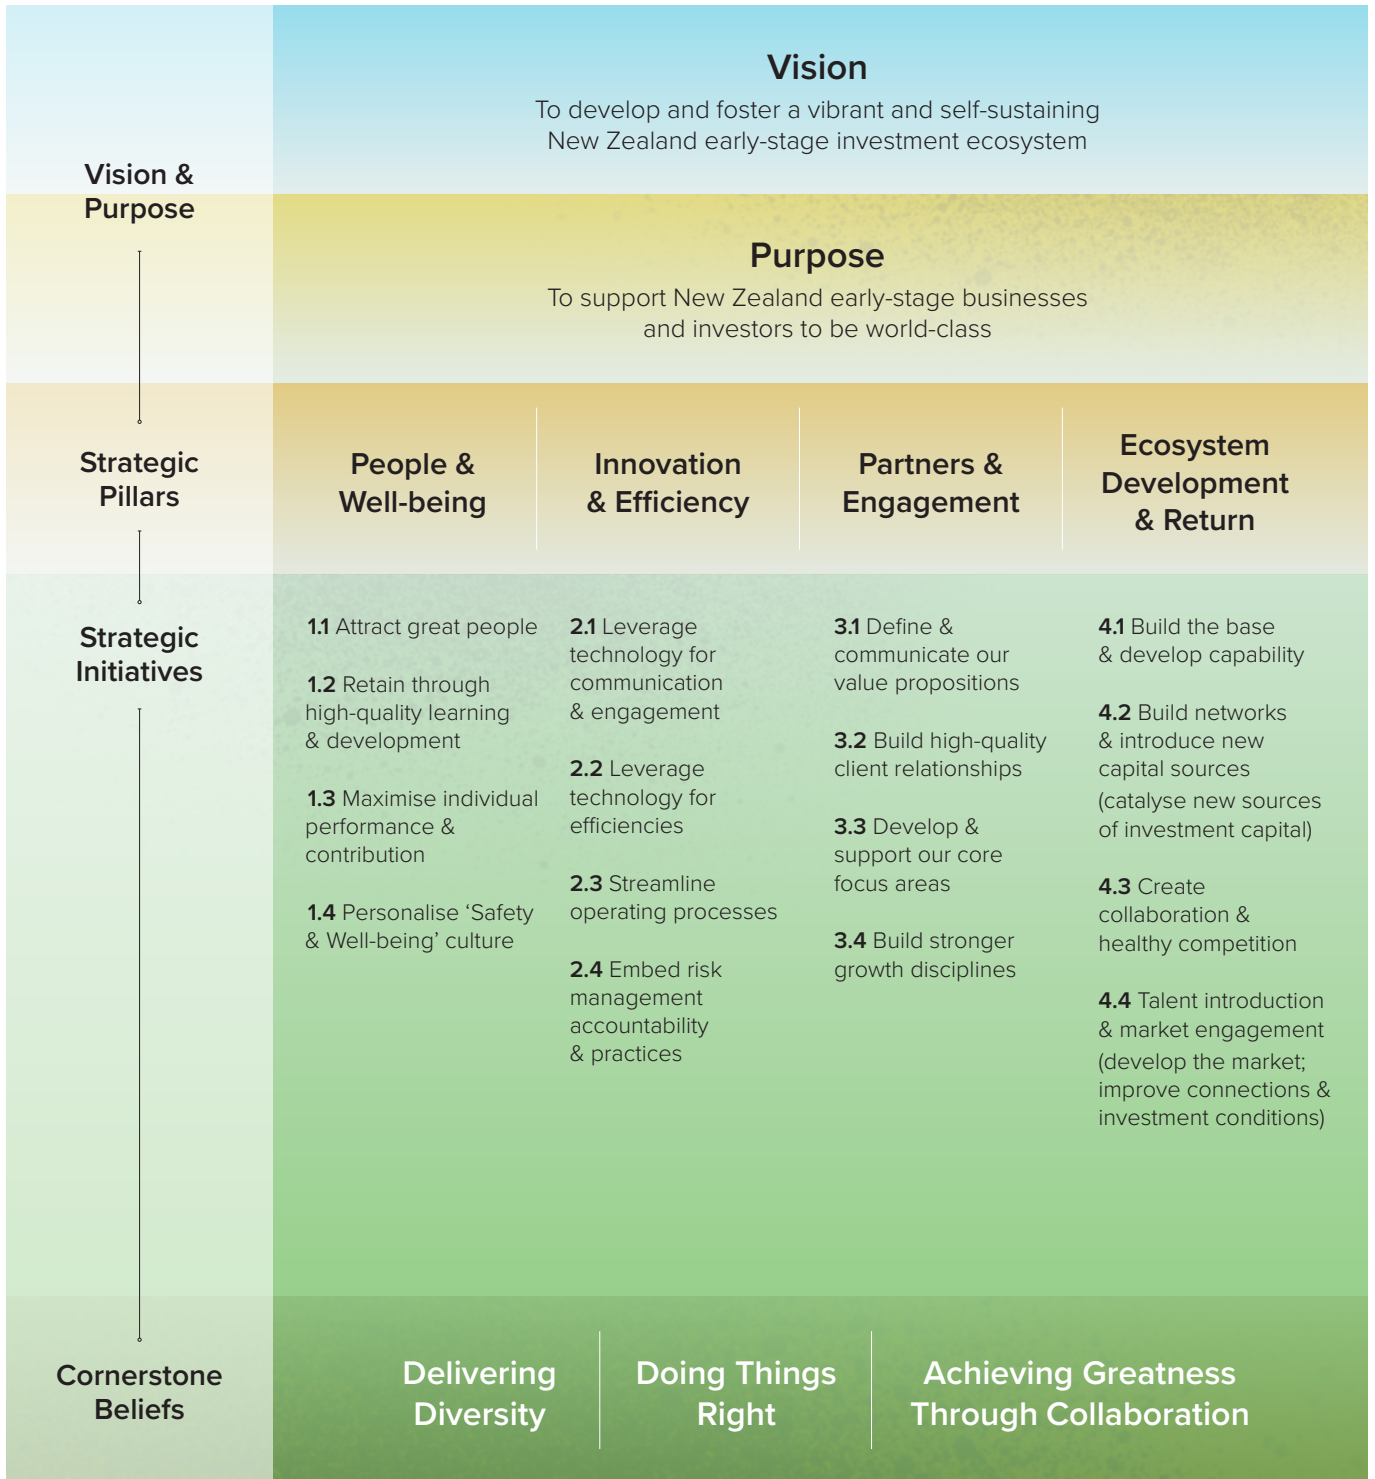 Vision
To develop and foster a vibrant and self-sustaining
New Zealand early-stage investment ecosystem
Vision &
Purpose
Purpose
To support New Zealand early-stage businesses
and investors to be world-class
Strategic
Pillars
People &
Well-being
Innovation
& Efficiency
Partners &
Engagement
Ecosystem
Development
& Return
Strategic
Initiatives
1.1 Attract great people
1.2 Retain through
high-quality learning
& development
1.3 Maximise individual
performance &
contribution
1.4 Personalise ‘Safety
& Well-being’ culture
2.1 Leverage
technology for
communication
& engagement
2.2 Leverage
technology for
efficiencies
2.3 Streamline
operating processes
2.4 Embed risk
management
accountability
& practices
3.1 Define &
communicate our
value propositions
3.2 Build high-quality
client relationships
3.3 Develop &
support our core
focus areas
3.4 Build stronger
growth disciplines
4.1 Build the base
& develop capability
4.2 Build networks
& introduce new
capital sources
(catalyse new sources
of investment capital)
4.3 Create
collaboration &
healthy competition
4.4 Talent introduction
& market engagement
(develop the market;
improve connections &
investment conditions)
Cornerstone
Beliefs
Delivering
Diversity
Doing Things
Right
Achieving Greatness
Through Collaboration